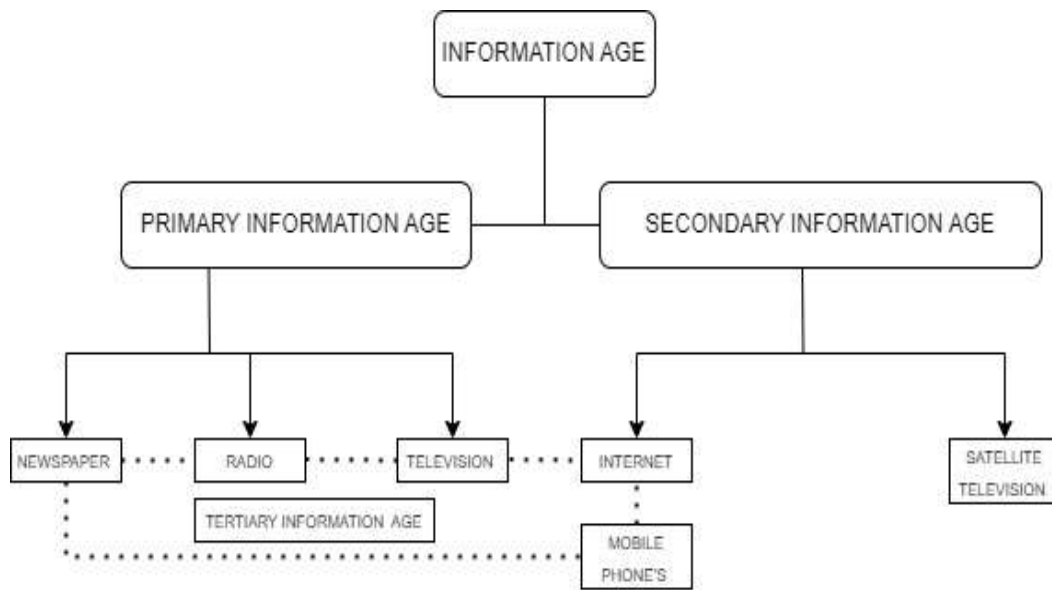 INFORMATION AGE
PRIMARY INFORMATION AGE
SECONDARY INFORMATION AGE
NEWSPAPER
RADIO
TELEVISION
INTERNET
SATELLITE
TELEVISION
TERTIARY INFORMATION AGE
MOBILE
PHONE'S